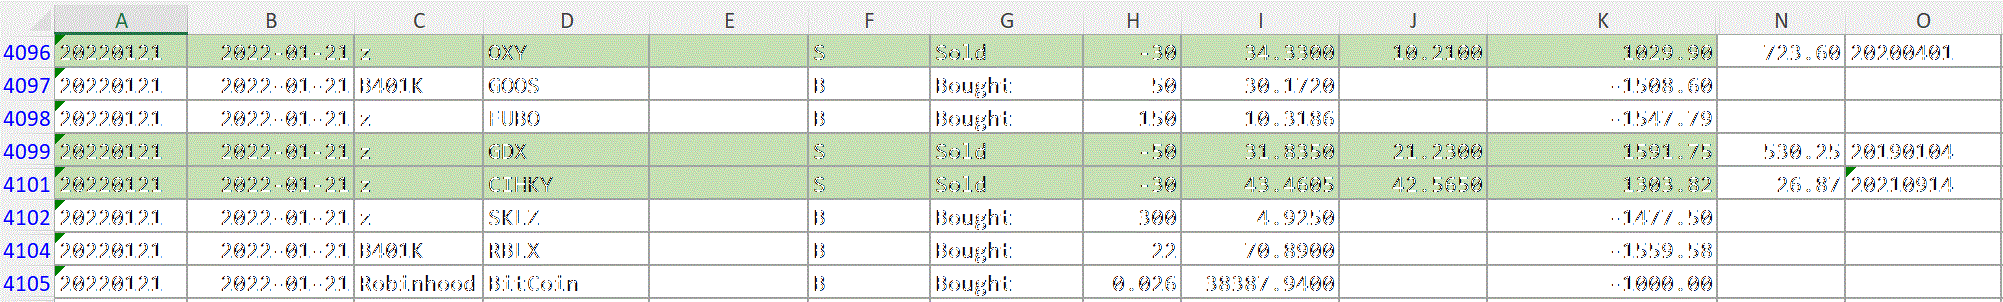 A B C D E F G H I J K N O
4096 20220121 2022-01-21 z OXY S Sold -30 34.3300 10.2100 1029.90 723.60 20200401
4097 20220121 2022-01-21 B401K GOOS B Bought 50 30.1720 -1508.60
4098 20220121 2022-01-21 z FUBO B Bought 150 10.3186 -1547.79
4099 20220121 2022-01-21 z GDX S Sold -50 31.8350 21.2300 1591.75 530.25 20190104
4101 20220121 2022-01-21 z CIHKY S Sold -30 43.4605 42.5650 1303.82 26.87 20210914
4102 20220121 2022-01-21 z SKLZ B Bought 300 4.9250 -1477.50
4104 20220121 2022-01-21 B401K RBLX B Bought 22 70.8900 -1559.58
4105 20220121 2022-01-21 Robinhood BitCoin B Bought 0.026 38387.9400 -1000.00